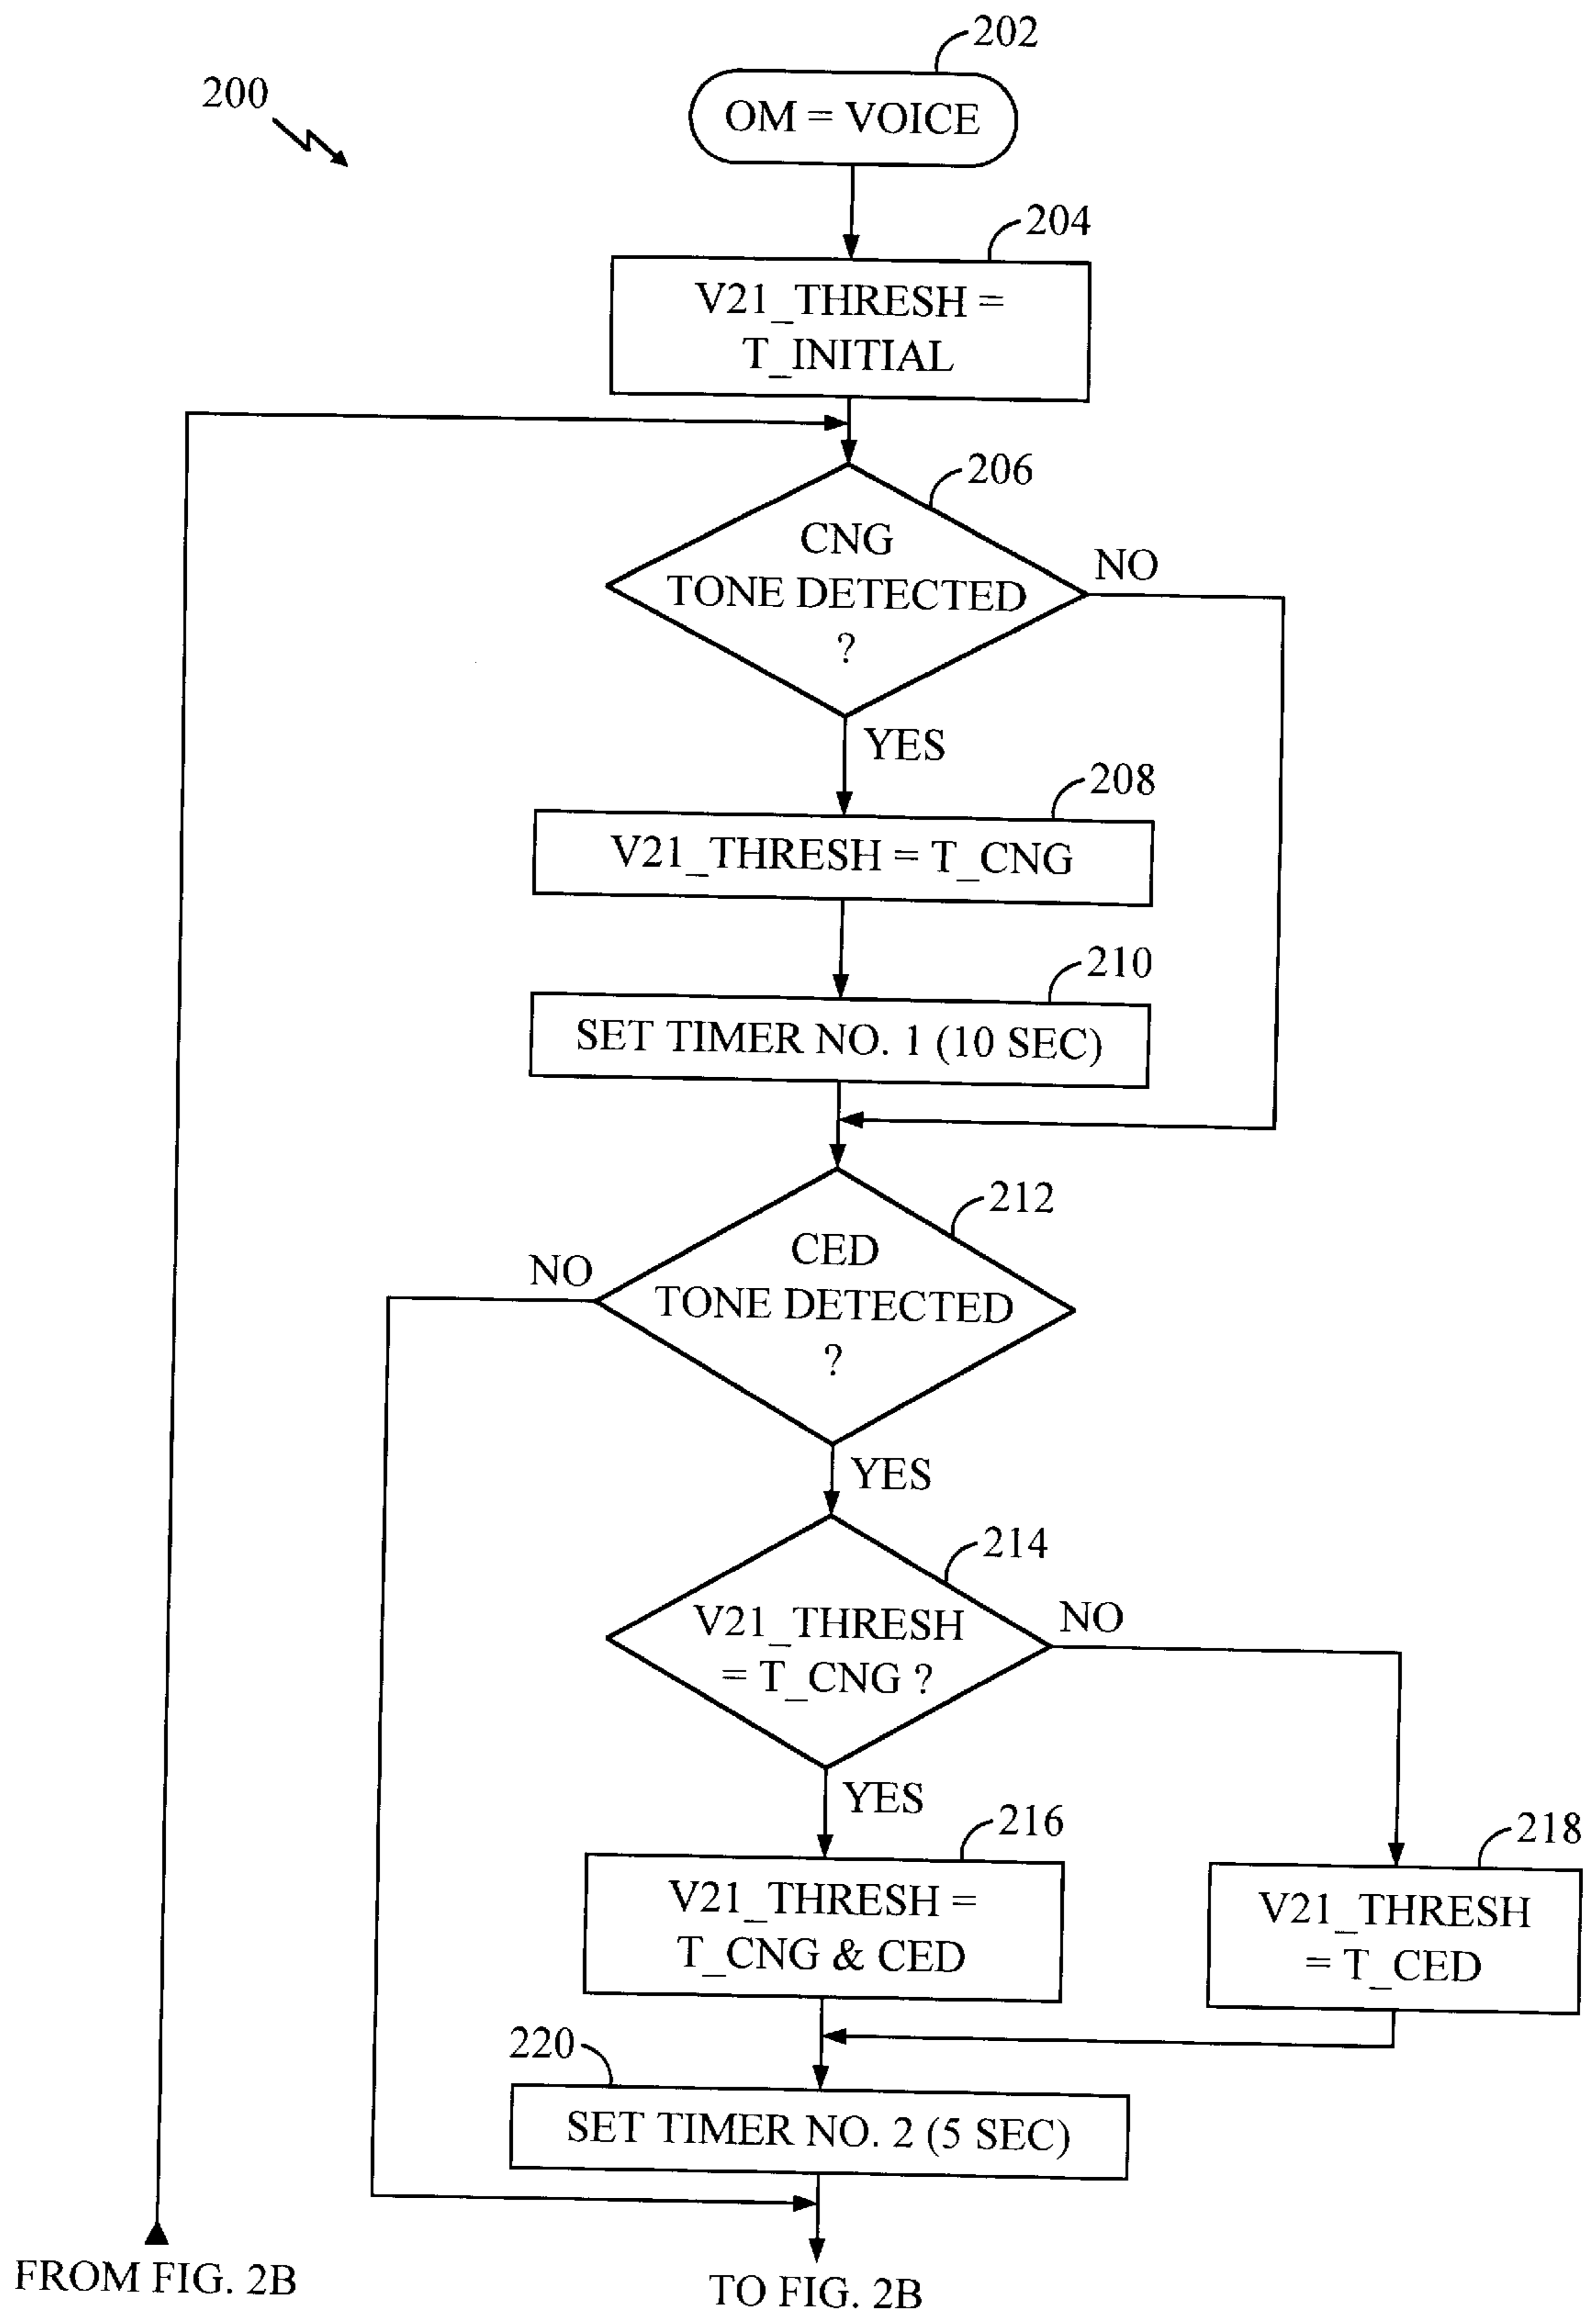 202
200
OM = VOICE
204
V21_THRESH =
T_INITIAL
206
CNG
TONE DETECTED
?
NO
YES
208
V21_THRESH = T_CNG
210
SET TIMER NO. 1 (10 SEC)
212
CED
TONE DETECTED
?
NO
YES
214
V21_THRESH
= T_CNG ?
NO
YES
216
V21_THRESH =
T_CNG & CED
218
V21_THRESH
= T_CED
220
SET TIMER NO. 2 (5 SEC)
FROM FIG. 2B
TO FIG. 2B